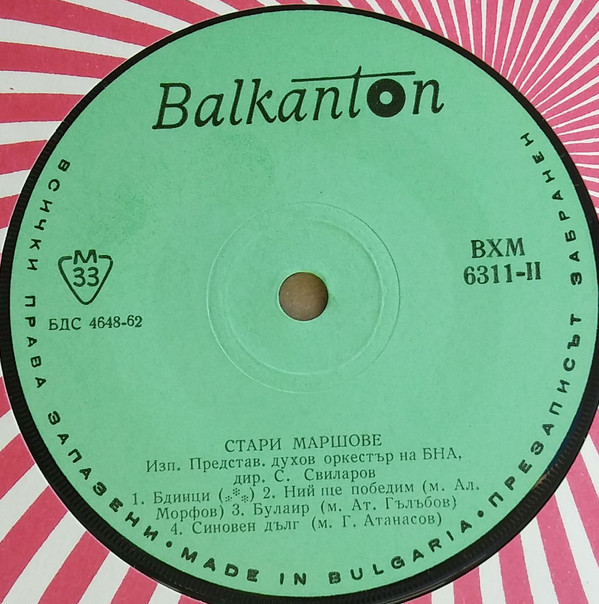 Balkanton
ВСИЧКИ ПРАВА ЗАПАЗЕНИ • MADE IN BULGARIA • ПРЕЗАПИСЪТ ЗАБРАНЕН
М
33
БДС 4648-62
ВХМ
6311-II
СТАРИ МАРШОВЕ
Изп. Представ. духов оркестър на БНА,
дир. С. Свиларов
1. Бдинци (***) 2. Ний ще победим (м. Ал.
Морфов) 3. Булаир (м. Ат. Гълъбов)
4. Синовен дълг (м. Г. Атанасов)